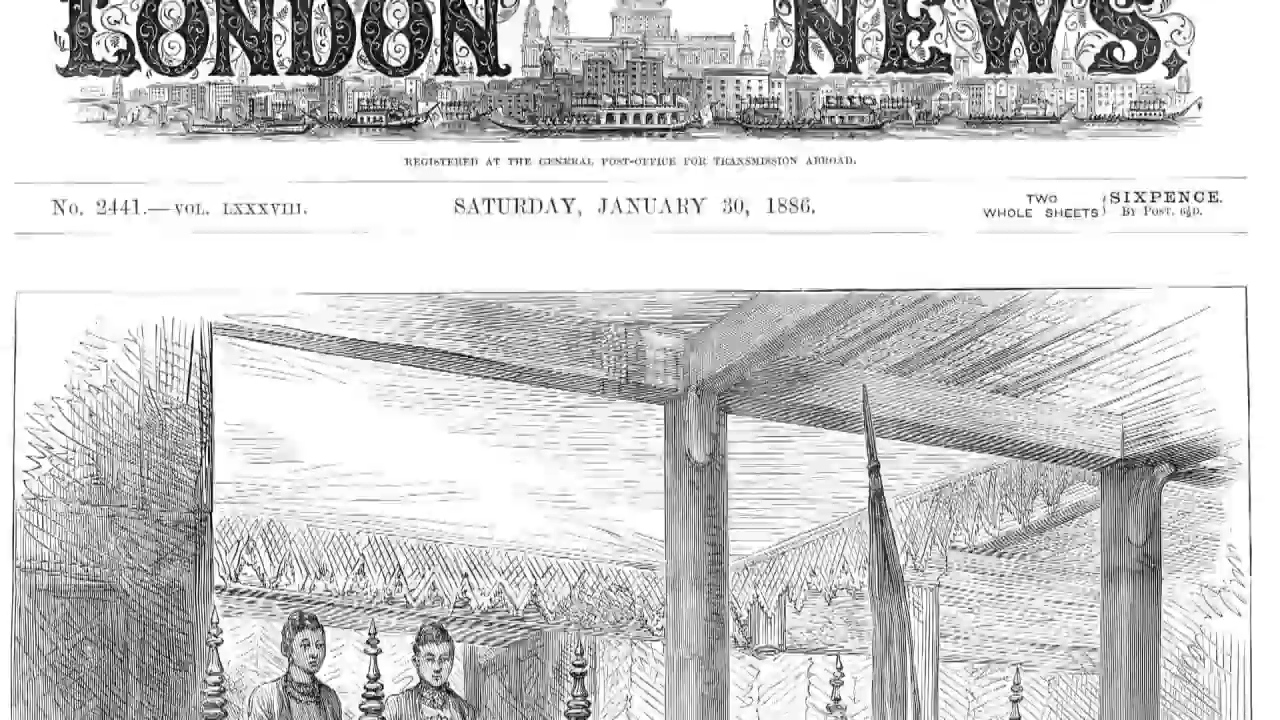 LONDON NEWS,
REGISTERED AT THE GENERAL POST-OFFICE FOR TRANSMISSION ABROAD.
No. 2441.—VOL. LXXXVIII. SATURDAY, JANUARY 30, 1886. TWO WHOLE SHEETS SIXPENCE. By Post, 6½D.